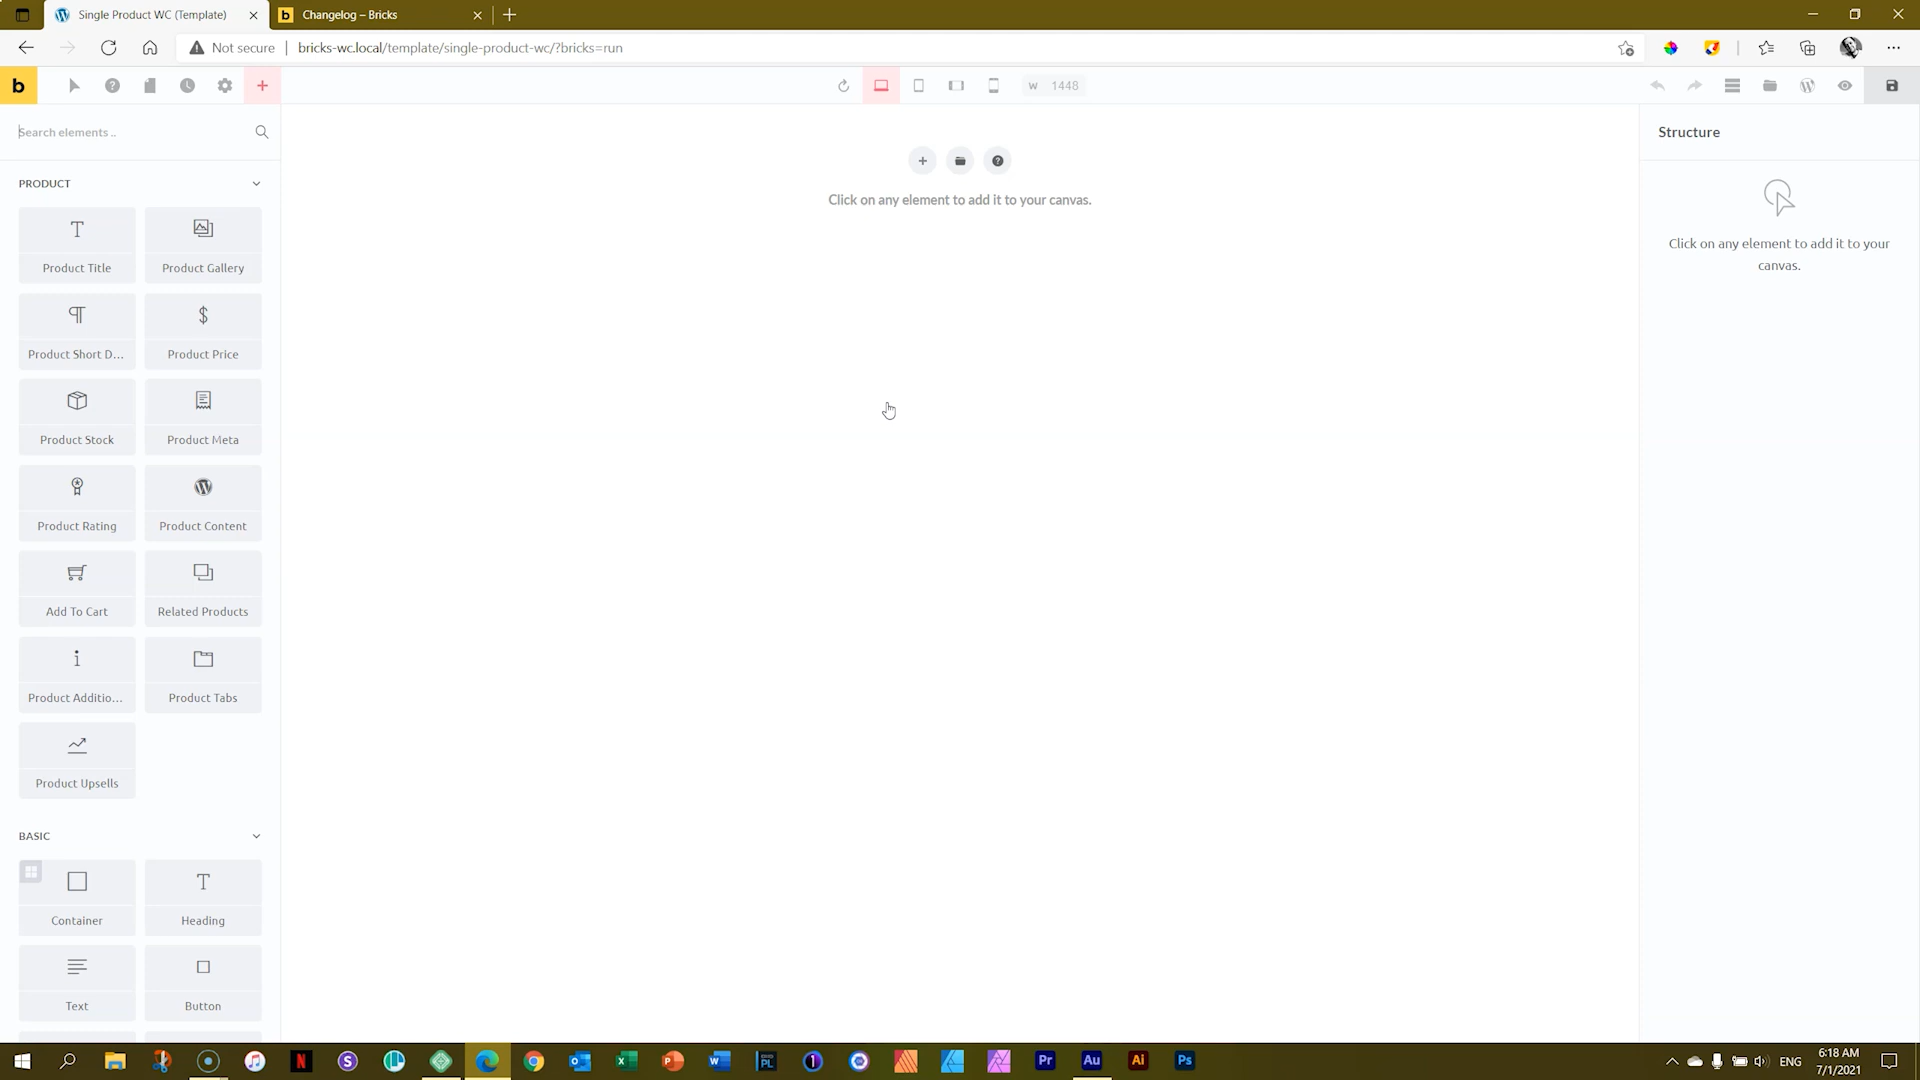 Single Product WC (Template)
Changelog – Bricks
Not secure
bricks-wc.local/template/single-product-wc/?bricks=run
b
W 1448
Search elements ..
Structure
Click on any element to add it to your canvas.
Click on any element to add it to your
canvas.
PRODUCT
Product Title
Product Gallery
Product Short D...
Product Price
Product Stock
Product Meta
Product Rating
Product Content
Add To Cart
Related Products
Product Additio...
Product Tabs
Product Upsells
BASIC
Container
Heading
Text
Button
Pr
Au
Ai
Ps
ENG
6:18 AM
7/1/2021